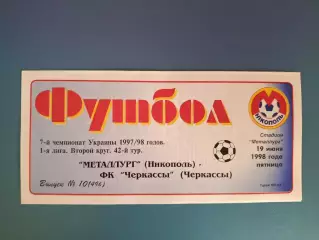 Футбол
НИКОПОЛЬ
7-й чемпионат Украины 1997/98 годов.
1-я лига. Второй круг. 42-й тур.
"МЕТАЛЛУРГ" (Никополь) -
ФК "Черкассы" (Черкассы)
Выпуск № 10(496)
Стадион
"Металлург"
19 июня
1998 года
пятница